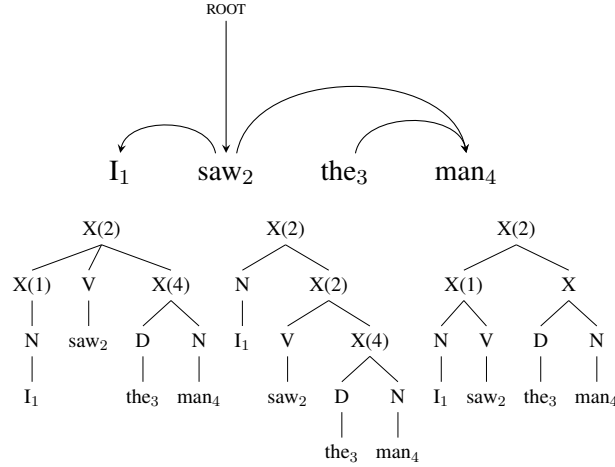 ROOT
I₁ saw₂ the₃ man₄
X(2) X(2) X(2)
X(1) V X(4) N X(2) X(1) X
N saw₂ D N I₁ V X(4) N V D N
I₁ the₃ man₄ saw₂ D N I₁ saw₂ the₃ man₄
the₃ man₄